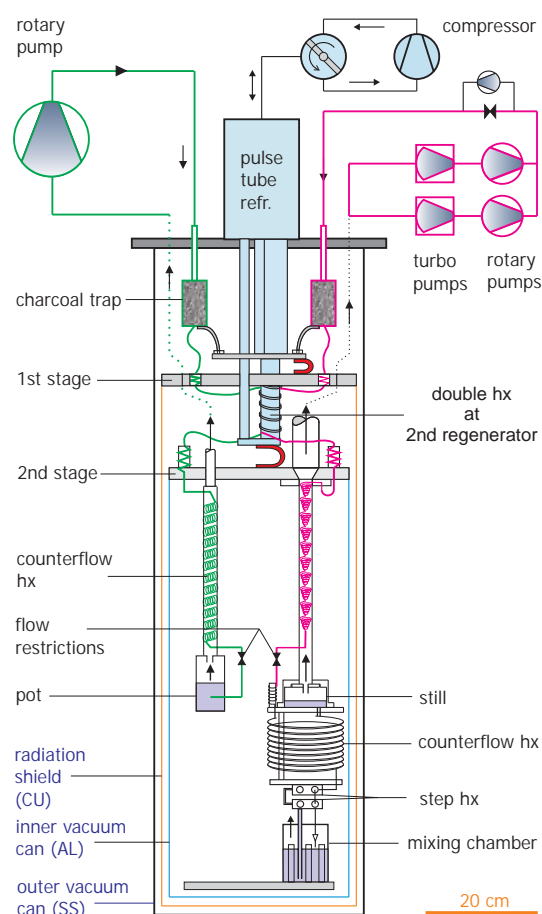 rotary
pump
compressor
pulse
tube
refr.
turbo
pumps
rotary
pumps
charcoal trap
1st stage
double hx
at
2nd regenerator
2nd stage
counterflow
hx
flow
restrictions
pot
still
counterflow hx
radiation
shield
(CU)
step hx
inner vacuum
can (AL)
mixing chamber
outer vacuum
can (SS)
20 cm